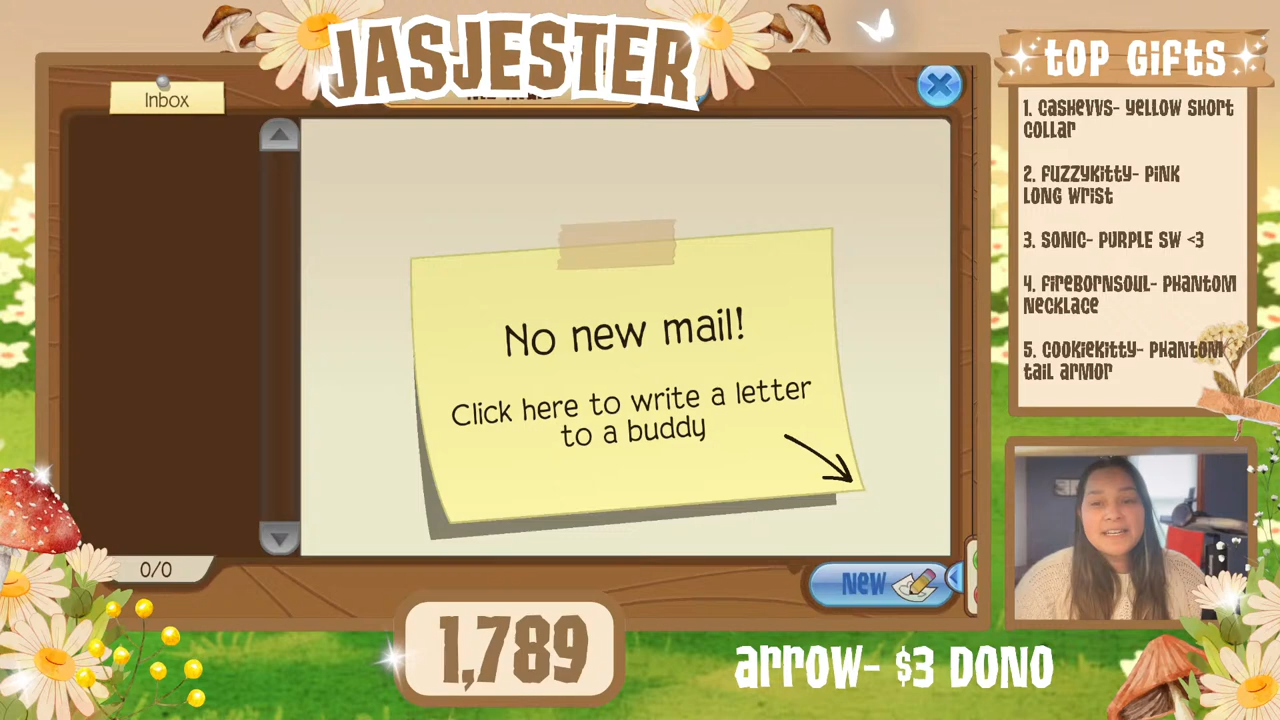 JASJESTER
Inbox
No new mail!
Click here to write a letter
to a buddy
0/0
New
1,789
arrow- $3 DONO
TOP GIFTS
1. CASHEVVS- YELLOW SHORT
COLLAR
2. FUZZYKITTY- PINK
LONG WRIST
3. SONIC- PURPLE SW <3
4. FIREBORNSOUL- PHANTOM
NECKLACE
5. COOKIEKITTY- PHANTOM
TAIL ARMOR